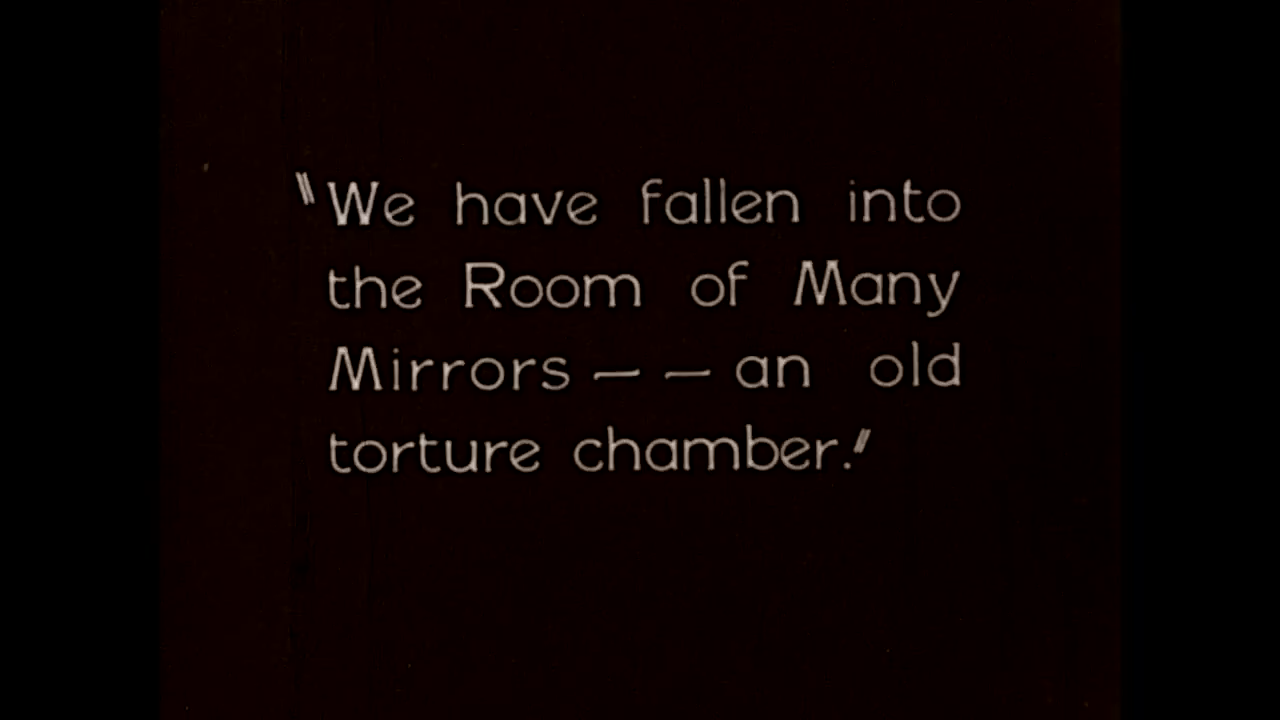 "We have fallen into
the Room of Many
Mirrors — — an old
torture chamber."